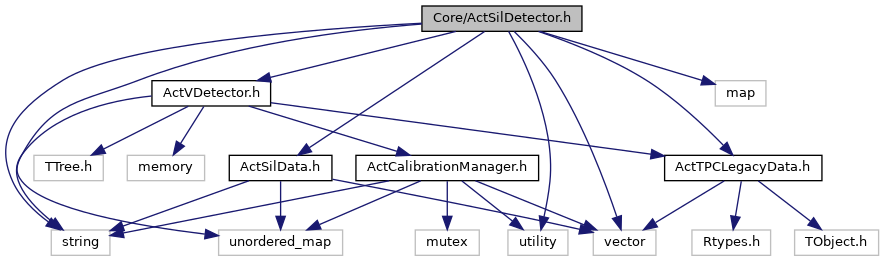 Core/ActSilDetector.h
ActVDetector.h
map
TTree.h
memory
ActSilData.h
ActCalibrationManager.h
ActTPCLegacyData.h
string
unordered_map
mutex
utility
vector
Rtypes.h
TObject.h